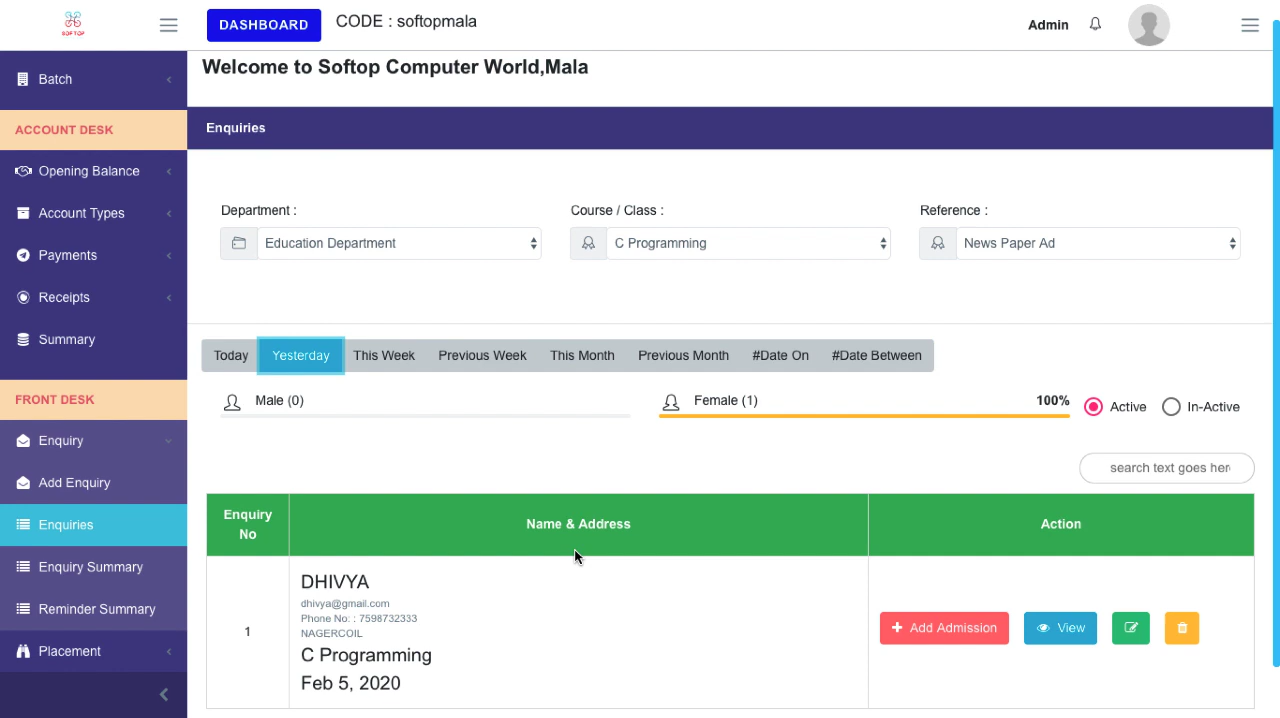 SOFTOP
DASHBOARD
CODE : softopmala
Admin
Welcome to Softop Computer World,Mala
Batch
ACCOUNT DESK
Opening Balance
Account Types
Payments
Receipts
Summary
FRONT DESK
Enquiry
Add Enquiry
Enquiries
Enquiry Summary
Reminder Summary
Placement
Enquiries
Department :
Course / Class :
Reference :
Education Department
C Programming
News Paper Ad
Today Yesterday This Week Previous Week This Month Previous Month #Date On #Date Between
Male (0)
Female (1)
100%
Active
In-Active
search text goes her
Enquiry No
Name & Address
Action
1
DHIVYA
dhivya@gmail.com
Phone No: : 7598732333
NAGERCOIL
C Programming
Feb 5, 2020
Add Admission
View